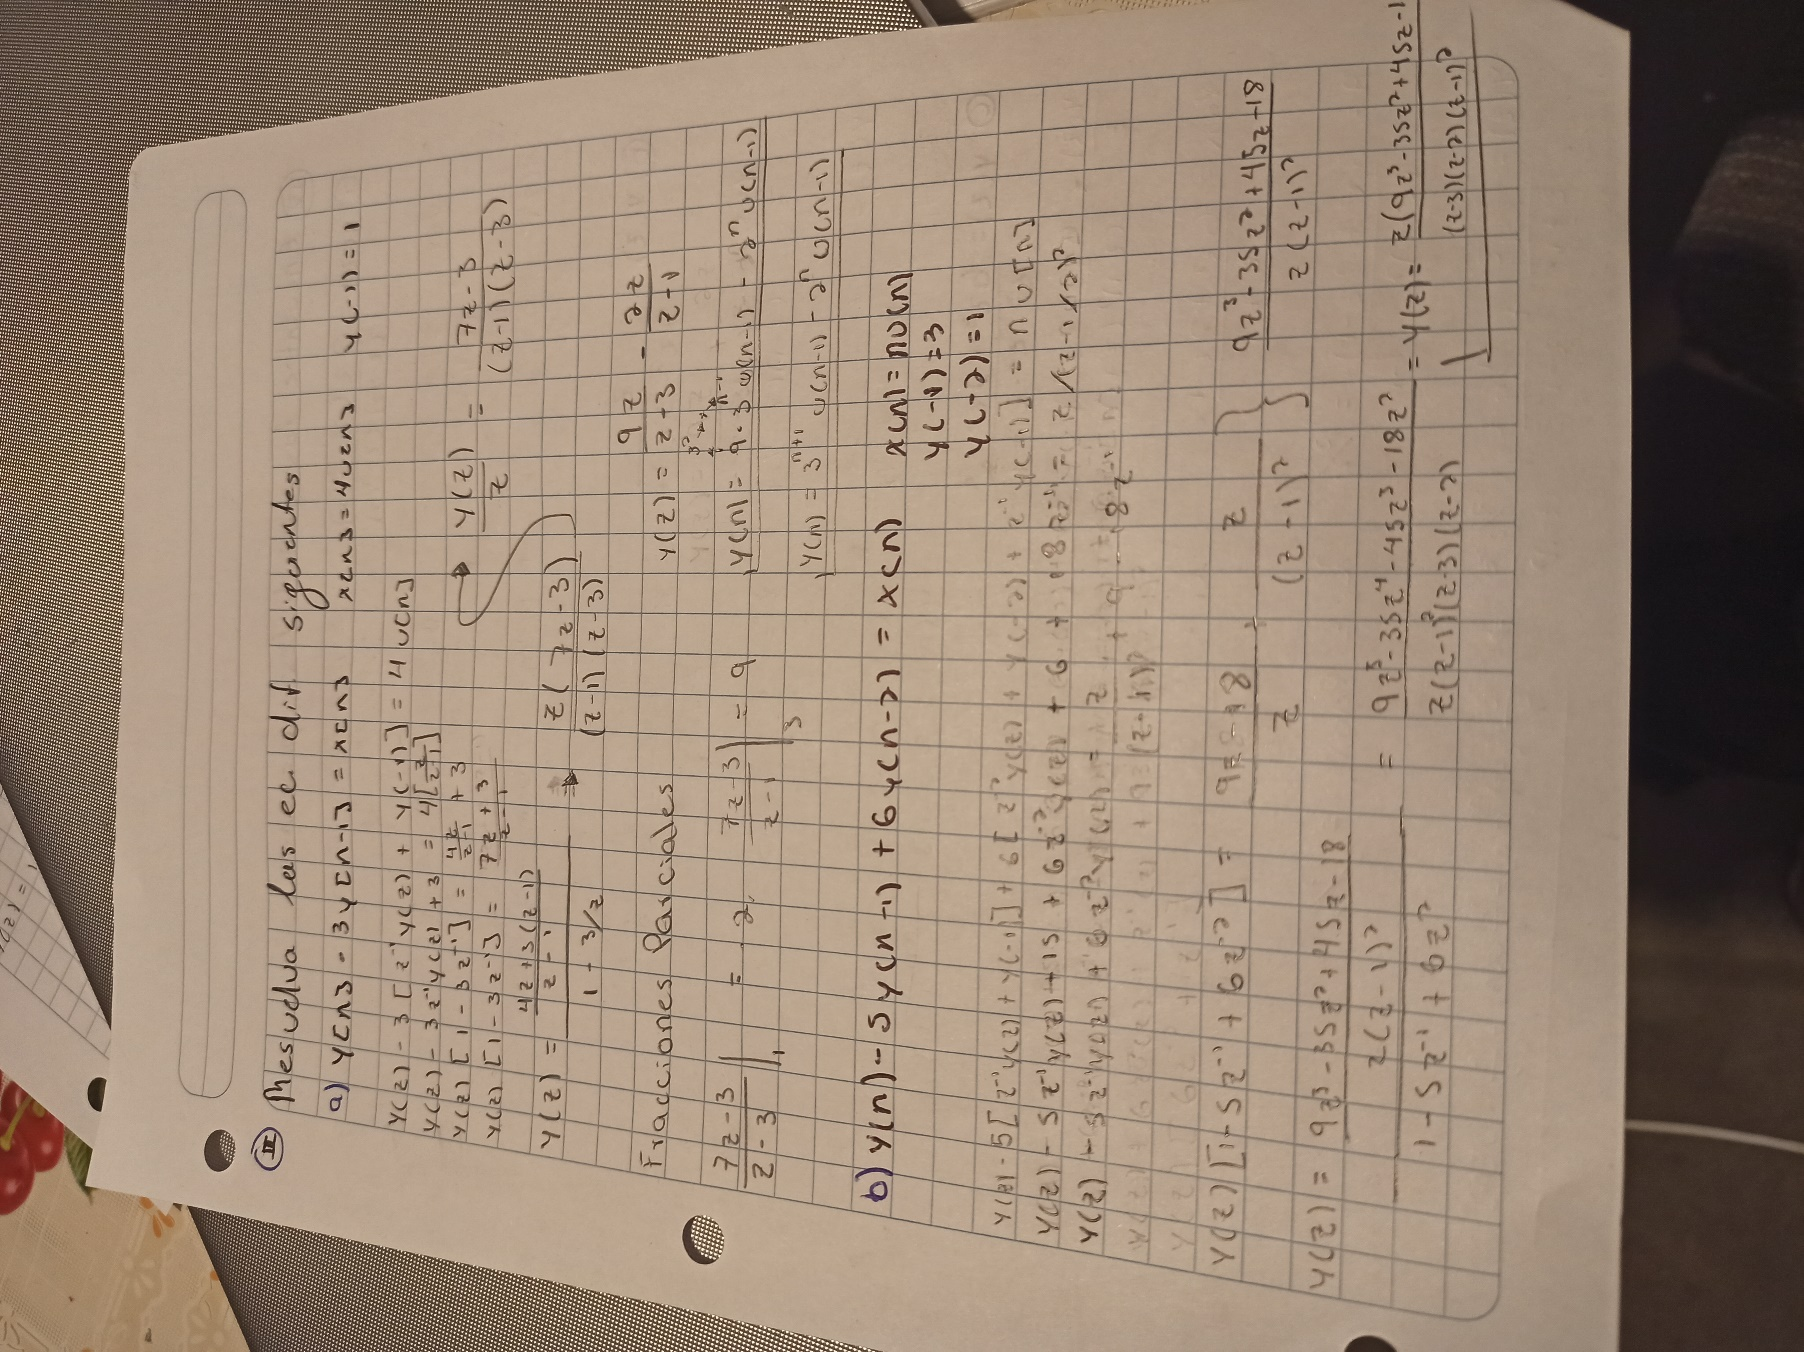 II Resuelva las ec dif. siguientes
a) y[n] - 3y[n-1] = x[n] x[n] = 4u[n] y(-1) = 1
Y(z) - 3[z⁻¹Y(z) + y(-1)] = 4u[n]
Y(z) - 3z⁻¹Y(z) + 3 = 4[z/z-1]
Y(z) [1 - 3z⁻¹] = 4z/z-1 + 3
Y(z) [1 - 3z⁻¹] = 7z + 3/z-1
Y(z) = (4z+3(z-1)/z-1)/(1 - 3/z) ⇒ z(7z-3)/(z-1)(z-3) → Y(z)/z = 7z-3/(z-1)(z-3)
Fracciones Parciales
7z-3/z-3 |₁ = -2, 7z-3/z-1 |₃ = 9
Y(z) = 9z/z-3 - 2z/z-1
Y(n) = 9·3 u(n-1) - 2ⁿ u(n-1)
Y(n) = 3ⁿ⁺¹ u(n-1) - 2ⁿ u(n-1)
b) y(n) - 5y(n-1) + 6y(n-2) = x(n) x(n) = nu(n)
y(-1) = 3
y(-2) = 1
Y(z) - 5[z⁻¹Y(z) + y(-1)] + 6[z⁻²Y(z) + y(-2) + z⁻¹y(-1)] = n u[n]
Y(z) - 5z⁻¹Y(z) + 15 + 6z⁻²Y(z) + 6 + 18z⁻¹ = z/(z-1)²
Y(z) [1 - 5z⁻¹ + 6z⁻²] = 9z-18/z + z/(z-1)² } 9z³-35z²+45z-18/z(z-1)²
Y(z) = (9z³-35z²+45z-18/z(z-1)²)/(1-5z⁻¹+6z²) = 9z⁵-35z⁴-45z³-18z²/z(z-1)²(z-3)(z-2) = Y(z) = z(9z³-35z²+45z-1/(z-3)(z-2)(z-1)²